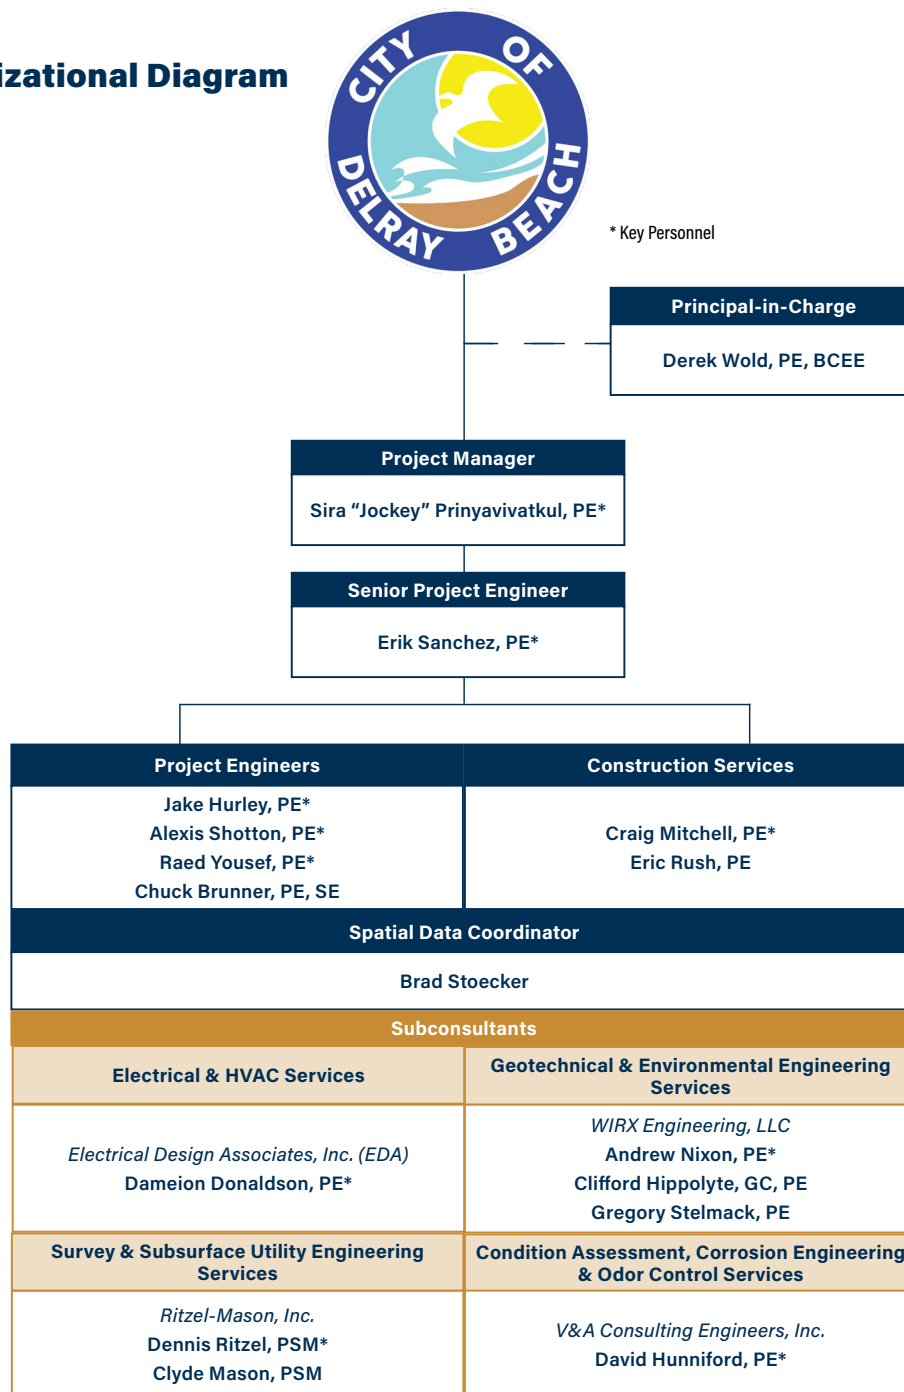 izational Diagram
CITY OF
DELRAY BEACH
* Key Personnel
Principal-in-Charge
Derek Wold, PE, BCEE
Project Manager
Sira “Jockey” Prinyavivatkul, PE*
Senior Project Engineer
Erik Sanchez, PE*
Project Engineers
Jake Hurley, PE*
Alexis Shotton, PE*
Raed Yousef, PE*
Chuck Brunner, PE, SE
Construction Services
Craig Mitchell, PE*
Eric Rush, PE
Spatial Data Coordinator
Brad Stoecker
Subconsultants
Electrical & HVAC Services
Electrical Design Associates, Inc. (EDA)
Dameion Donaldson, PE*
Geotechnical & Environmental Engineering
Services
WIRX Engineering, LLC
Andrew Nixon, PE*
Clifford Hippolyte, GC, PE
Gregory Stelmack, PE
Survey & Subsurface Utility Engineering
Services
Ritzel-Mason, Inc.
Dennis Ritzel, PSM*
Clyde Mason, PSM
Condition Assessment, Corrosion Engineering
& Odor Control Services
V&A Consulting Engineers, Inc.
David Hunniford, PE*